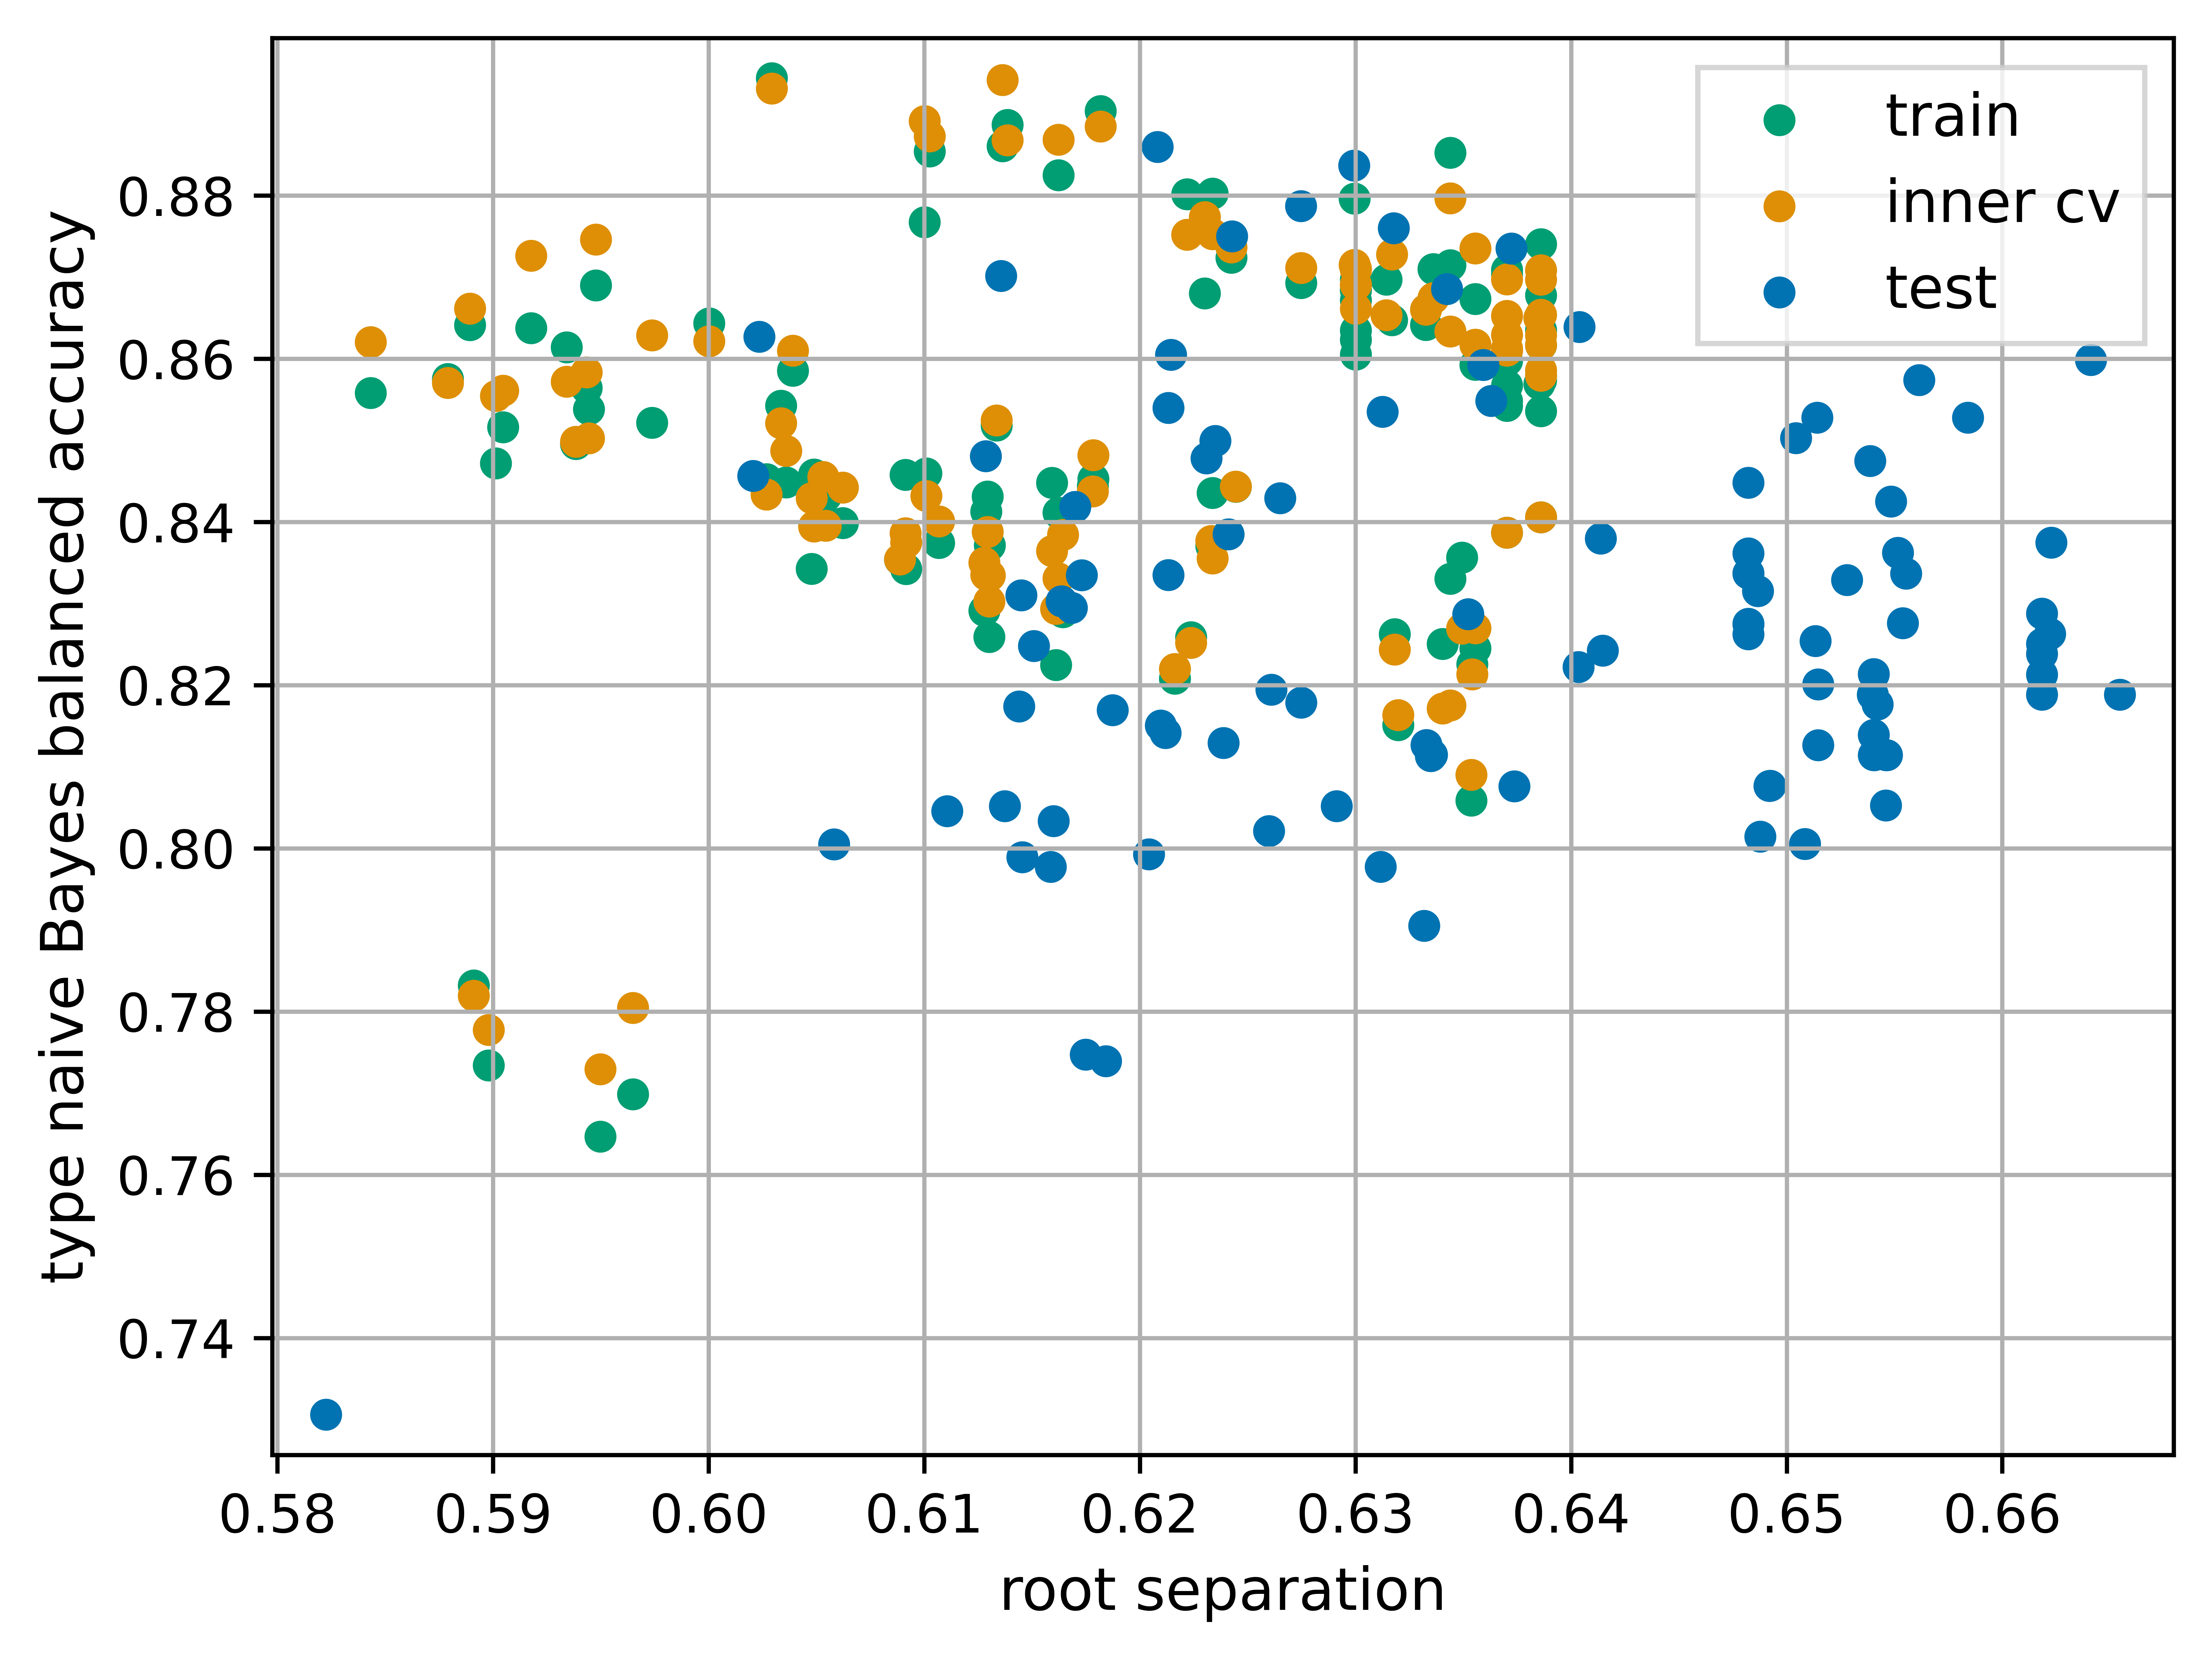 train
inner cv
test
type naive Bayes balanced accuracy
0.88
0.86
0.84
0.82
0.80
0.78
0.76
0.74
0.58 0.59 0.60 0.61 0.62 0.63 0.64 0.65 0.66
root separation